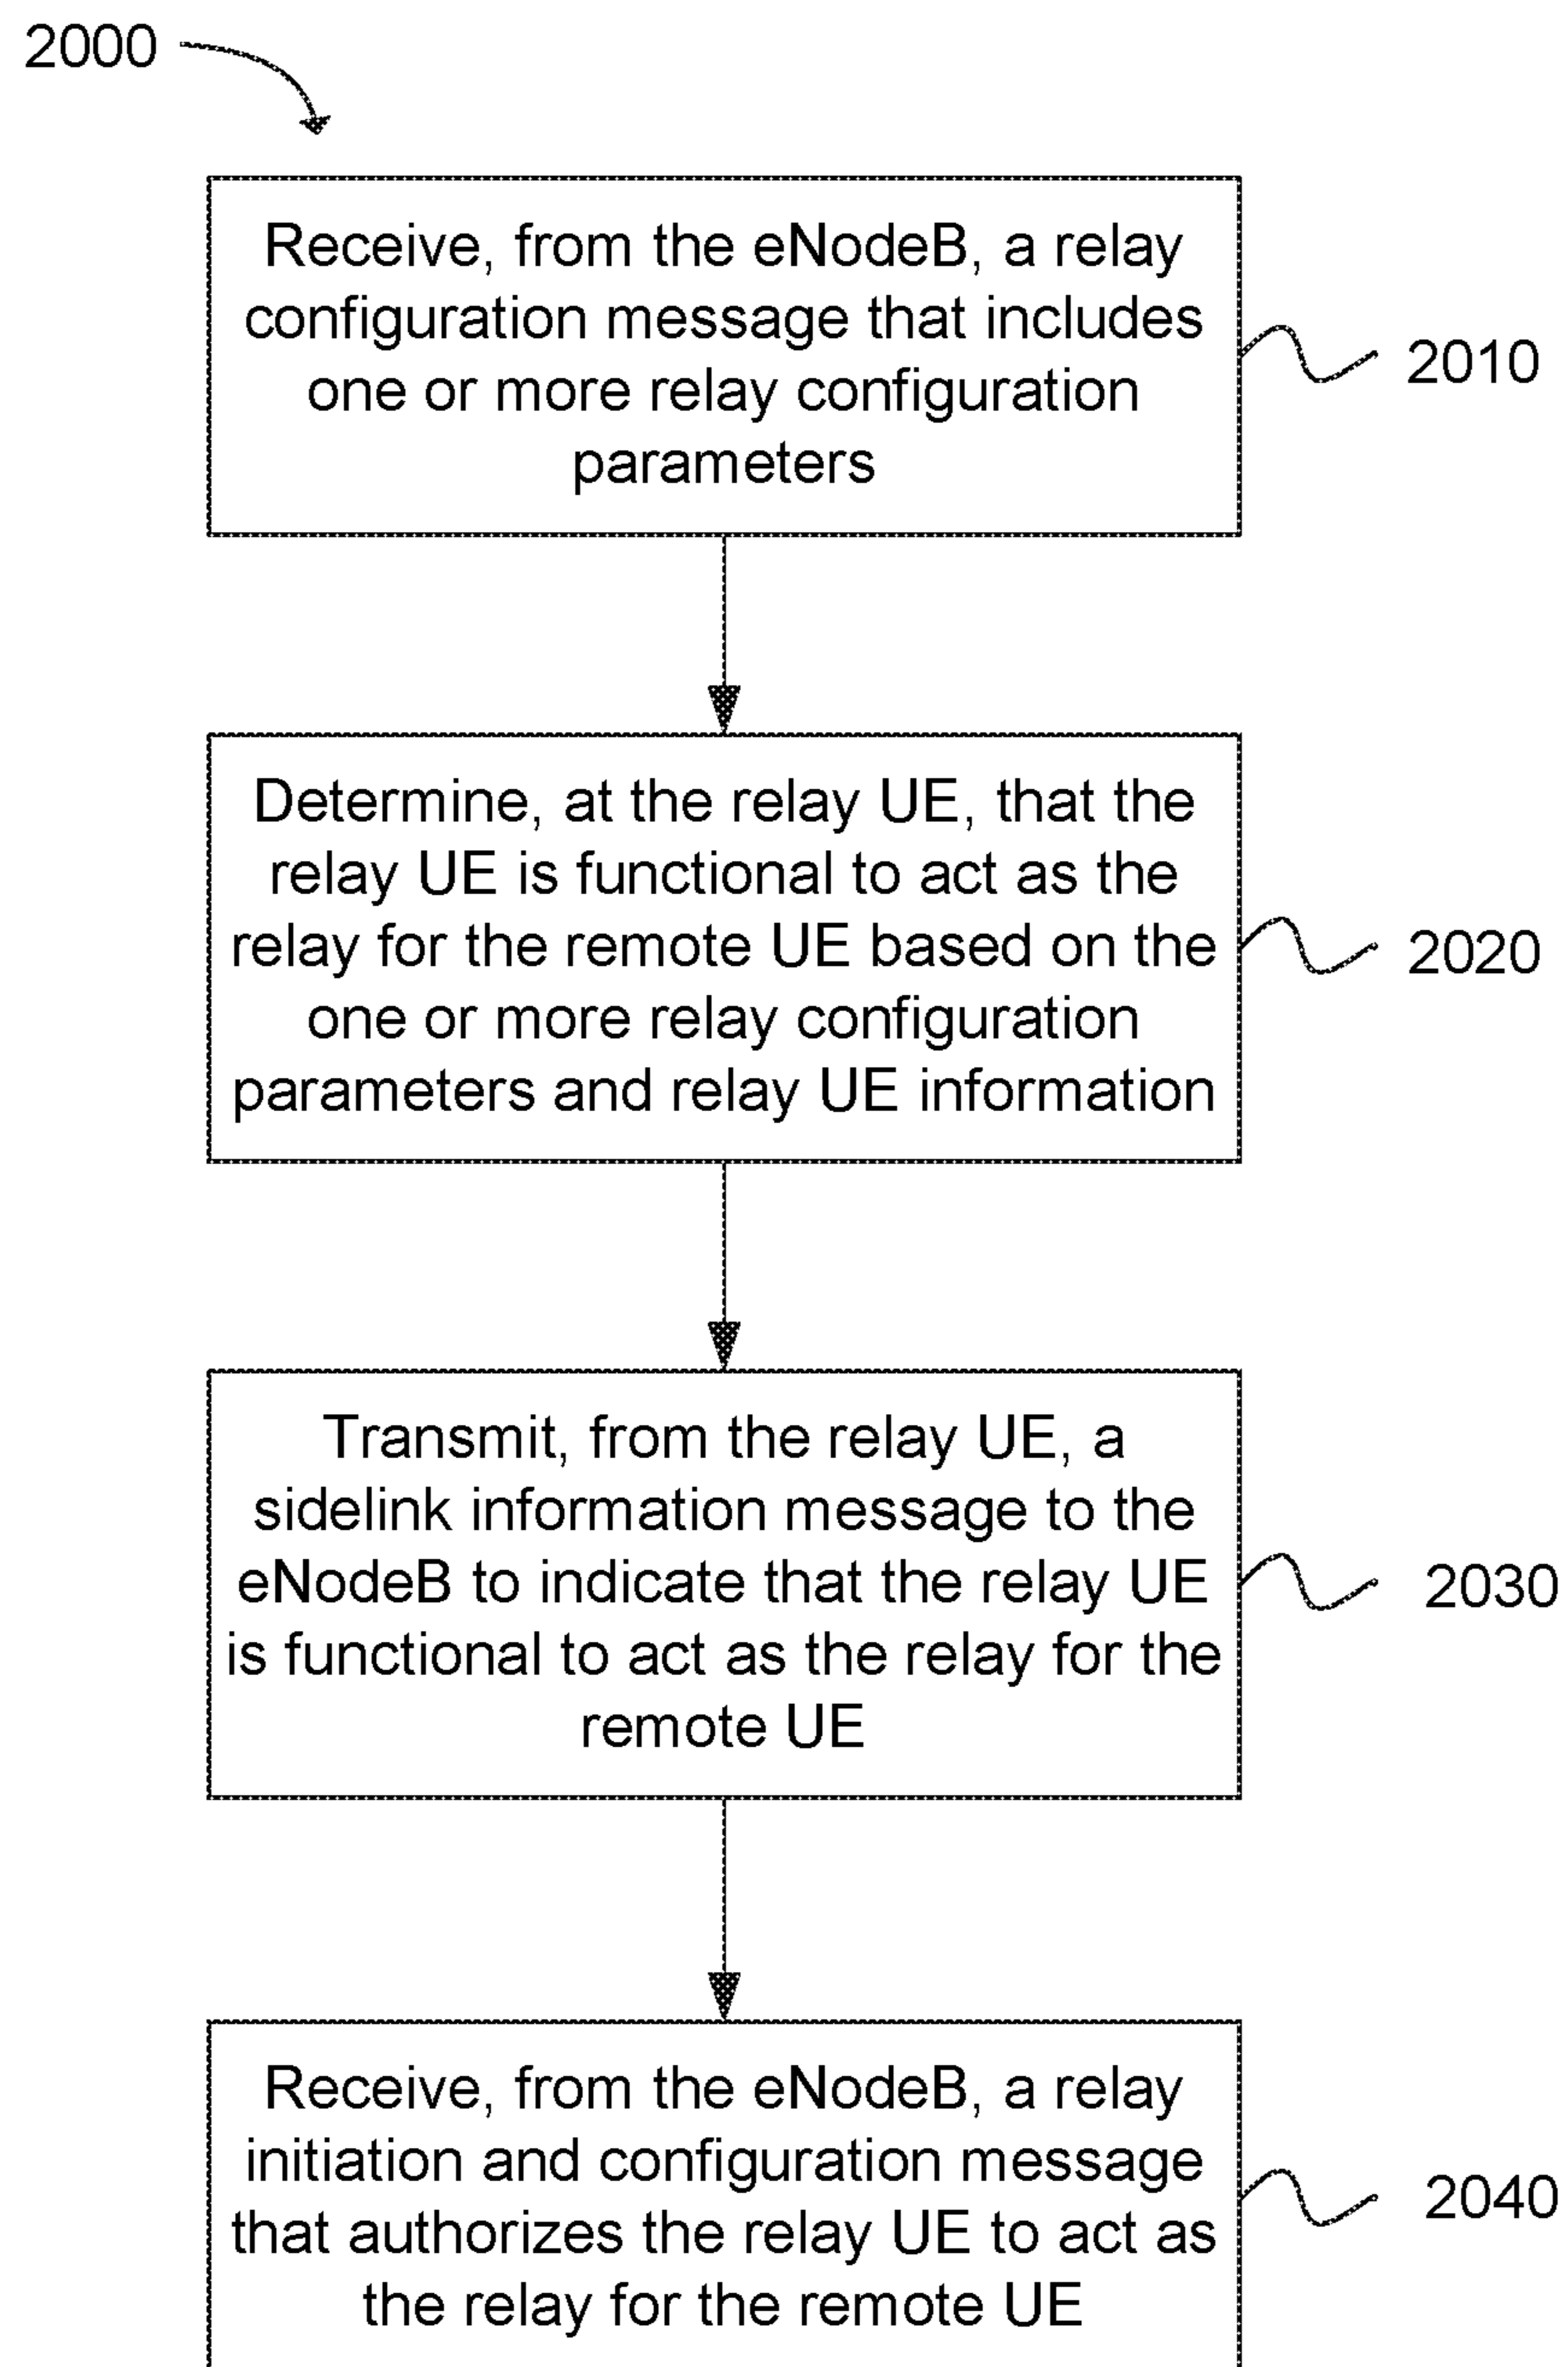 2000
Receive, from the eNodeB, a relay
configuration message that includes
one or more relay configuration
parameters
2010
Determine, at the relay UE, that the
relay UE is functional to act as the
relay for the remote UE based on the
one or more relay configuration
parameters and relay UE information
2020
Transmit, from the relay UE, a
sidelink information message to the
eNodeB to indicate that the relay UE
is functional to act as the relay for the
remote UE
2030
Receive, from the eNodeB, a relay
initiation and configuration message
that authorizes the relay UE to act as
the relay for the remote UE
2040